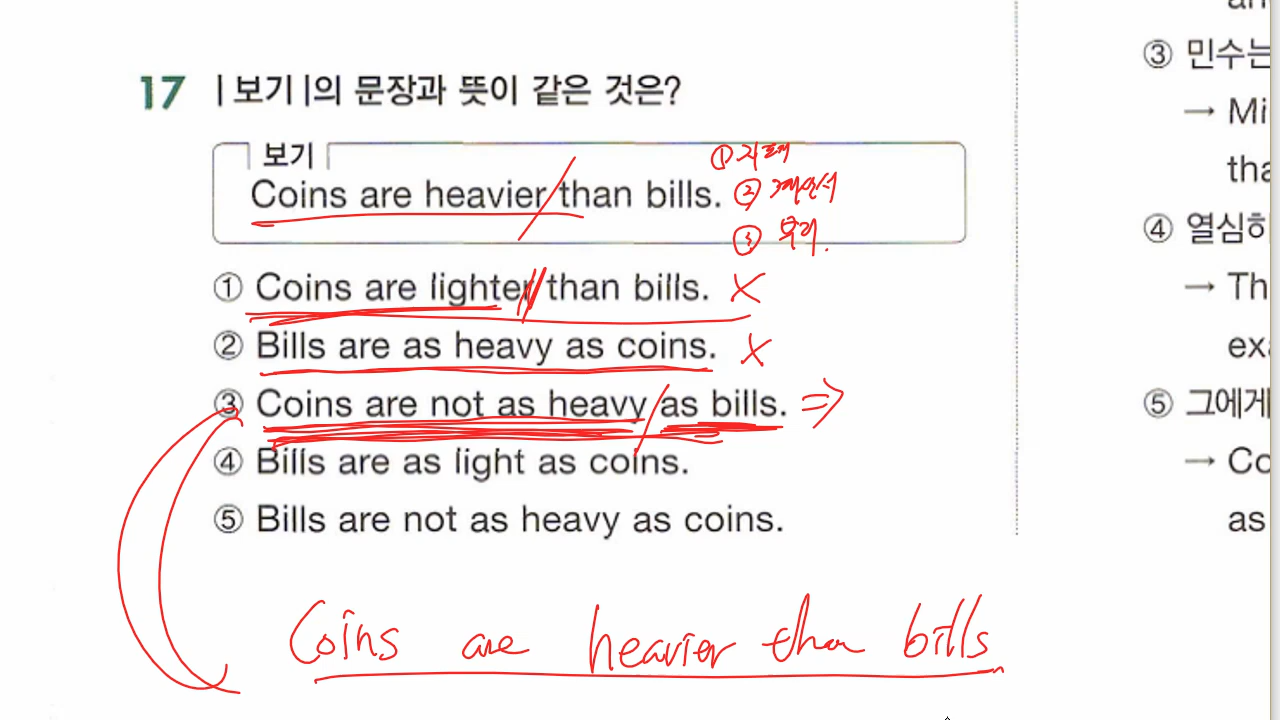 17 | 보기 |의 문장과 뜻이 같은 것은?
보기
Coins are heavier than bills.
①
②
③
① Coins are lighter than bills. X
② Bills are as heavy as coins. X
③ Coins are not as heavy as bills. ⇒
④ Bills are as light as coins.
⑤ Bills are not as heavy as coins.
Coins are heavier than bills
③ 민수는
→ Mi
tha
④ 열심히
→ Th
exa
⑤ 그에게
→ Co
as